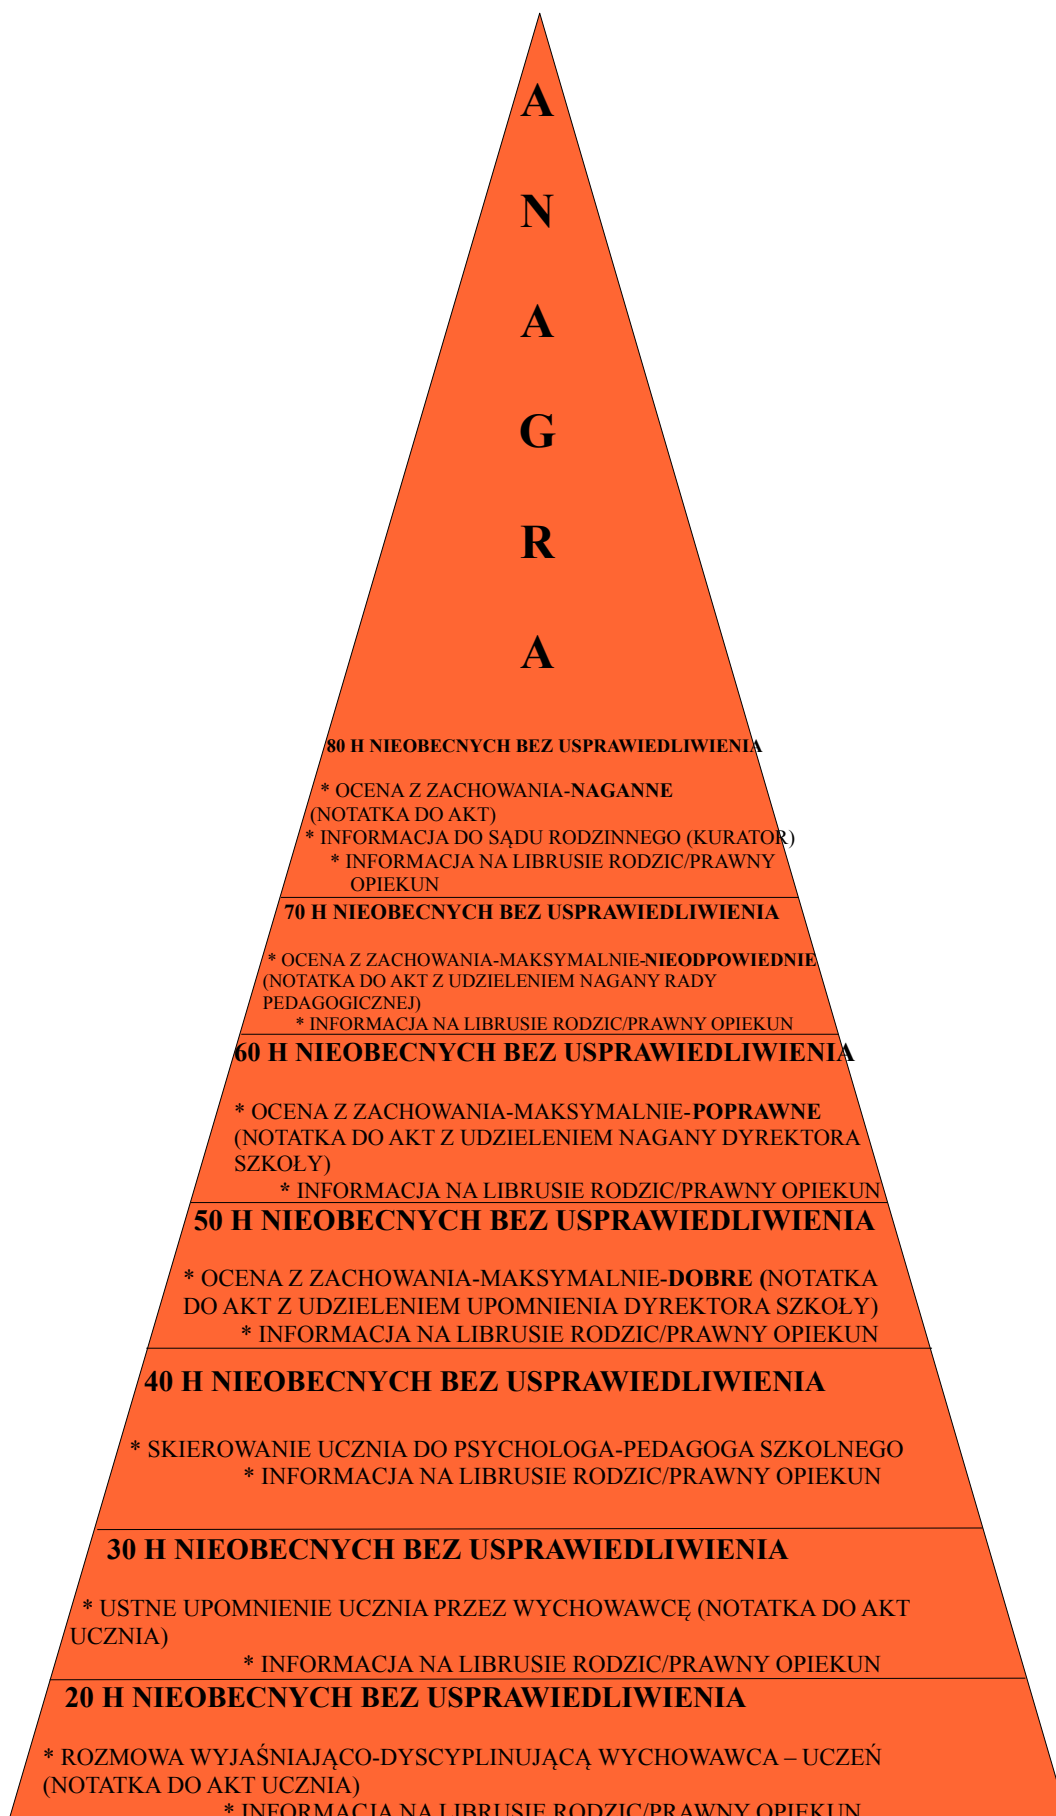 A
N
A
G
R
A
80 H NIEOBECNYCH BEZ USPRAWIEDLIWIENIA
* OCENA Z ZACHOWANIA-NAGANNE
(NOTATKA DO AKT)
* INFORMACJA DO SĄDU RODZINNEGO (KURATOR)
* INFORMACJA NA LIBRUSIE RODZIC/PRAWNY
OPIEKUN
70 H NIEOBECNYCH BEZ USPRAWIEDLIWIENIA
* OCENA Z ZACHOWANIA-MAKSYMALNIE-NIEODPOWIEDNIE
(NOTATKA DO AKT Z UDZIELENIEM NAGANY RADY
PEDAGOGICZNEJ)
* INFORMACJA NA LIBRUSIE RODZIC/PRAWNY OPIEKUN
60 H NIEOBECNYCH BEZ USPRAWIEDLIWIENIA
* OCENA Z ZACHOWANIA-MAKSYMALNIE-POPRAWNE
(NOTATKA DO AKT Z UDZIELENIEM NAGANY DYREKTORA
SZKOŁY)
* INFORMACJA NA LIBRUSIE RODZIC/PRAWNY OPIEKUN
50 H NIEOBECNYCH BEZ USPRAWIEDLIWIENIA
* OCENA Z ZACHOWANIA-MAKSYMALNIE-DOBRE (NOTATKA
DO AKT Z UDZIELENIEM UPOMNIENIA DYREKTORA SZKOŁY)
* INFORMACJA NA LIBRUSIE RODZIC/PRAWNY OPIEKUN
40 H NIEOBECNYCH BEZ USPRAWIEDLIWIENIA
* SKIEROWANIE UCZNIA DO PSYCHOLOGA-PEDAGOGA SZKOLNEGO
* INFORMACJA NA LIBRUSIE RODZIC/PRAWNY OPIEKUN
30 H NIEOBECNYCH BEZ USPRAWIEDLIWIENIA
* USTNE UPOMNIENIE UCZNIA PRZEZ WYCHOWAWCĘ (NOTATKA DO AKT
UCZNIA)
* INFORMACJA NA LIBRUSIE RODZIC/PRAWNY OPIEKUN
20 H NIEOBECNYCH BEZ USPRAWIEDLIWIENIA
* ROZMOWA WYJAŚNIAJĄCO-DYSCYPLINUJĄCĄ WYCHOWAWCA – UCZEŃ
(NOTATKA DO AKT UCZNIA)
* INFORMACJA NA LIBRUSIE RODZIC/PRAWNY OPIEKUN